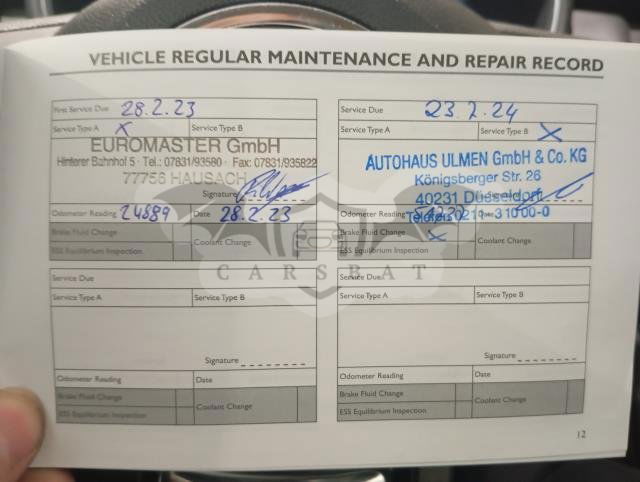 VEHICLE REGULAR MAINTENANCE AND REPAIR RECORD
First Service Due 28.2.23
Service Type A X Service Type B
EUROMASTER GmbH
Hinterer Bahnhof 5 · Tel.: 07831/93580 · Fax: 07831/935822
77756 HAUSACH
Signature
Odometer Reading 24889 Date 28.2.23
Brake Fluid Change
Coolant Change
ESS Equilibrium Inspection
Service Due 23.2.24
Service Type A Service Type B X
AUTOHAUS ULMEN GmbH & Co. KG
Königsberger Str. 26
40231 Düsseldorf
Telefon 0211-31000-0
Odometer Reading
Brake Fluid Change X
Coolant Change
ESS Equilibrium Inspection
CARSBAT
Service Due
Service Type A Service Type B
Signature
Odometer Reading Date
Brake Fluid Change
Coolant Change
ESS Equilibrium Inspection
Service Due
Service Type A Service Type B
Signature
Odometer Reading Date
Brake Fluid Change
Coolant Change
ESS Equilibrium Inspection
12